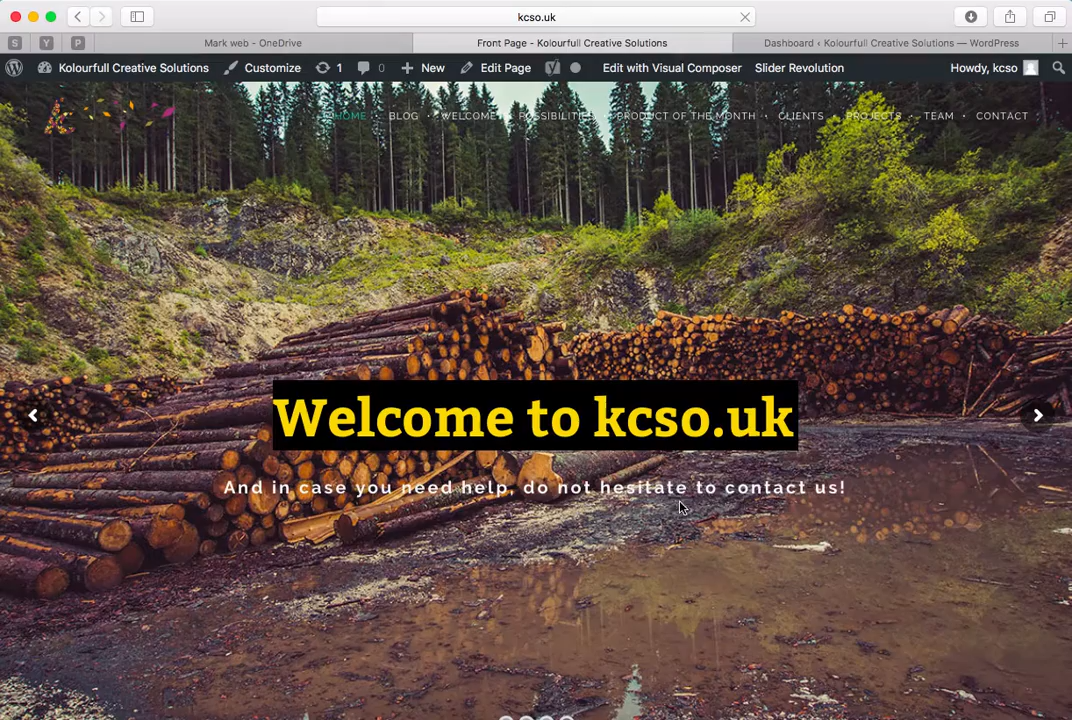 kcso.uk
S Y P Mark web - OneDrive Front Page - Kolourfull Creative Solutions Dashboard ‹ Kolourfull Creative Solutions — WordPress
Kolourfull Creative Solutions Customize 1 0 New Edit Page Edit with Visual Composer Slider Revolution Howdy, kcso
HOME BLOG WELCOME POSSIBILITIES PRODUCT OF THE MONTH CLIENTS PROJECTS TEAM CONTACT
Welcome to kcso.uk
And in case you need help, do not hesitate to contact us!